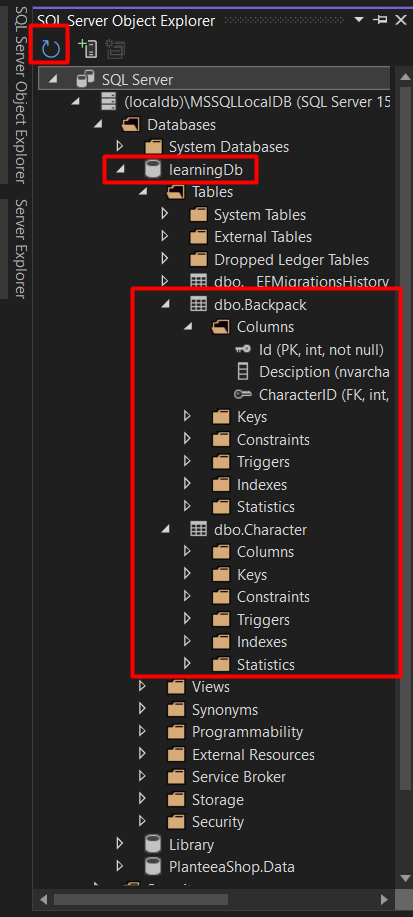 SQL Server Object Explorer
SQL Server Object Explorer
Server Explorer
SQL Server
(localdb)\MSSQLLocalDB (SQL Server 15
Databases
System Databases
learningDb
Tables
System Tables
External Tables
Dropped Ledger Tables
dbo.__EFMigrationsHistory
dbo.Backpack
Columns
Id (PK, int, not null)
Desciption (nvarcha
CharacterID (FK, int,
Keys
Constraints
Triggers
Indexes
Statistics
dbo.Character
Columns
Keys
Constraints
Triggers
Indexes
Statistics
Views
Synonyms
Programmability
External Resources
Service Broker
Storage
Security
Library
PlanteeaShop.Data